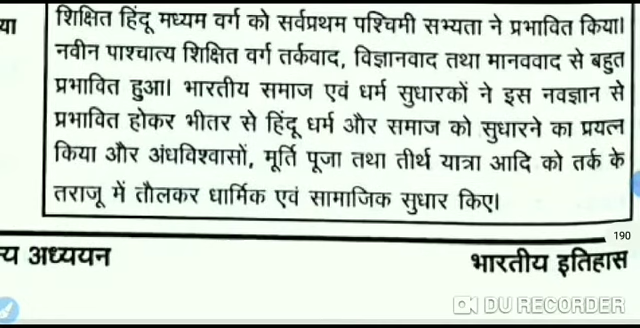 या
शिक्षित हिंदू मध्यम वर्ग को सर्वप्रथम पश्चिमी सभ्यता ने प्रभावित किया।
नवीन पाश्चात्य शिक्षित वर्ग तर्कवाद, विज्ञानवाद तथा मानववाद से बहुत
प्रभावित हुआ। भारतीय समाज एवं धर्म सुधारकों ने इस नवज्ञान से
प्रभावित होकर भीतर से हिंदू धर्म और समाज को सुधारने का प्रयत्न
किया और अंधविश्वासों, मूर्ति पूजा तथा तीर्थ यात्रा आदि को तर्क के
तराजू में तौलकर धार्मिक एवं सामाजिक सुधार किए।
190
य अध्ययन
भारतीय इतिहास
DU RECORDER